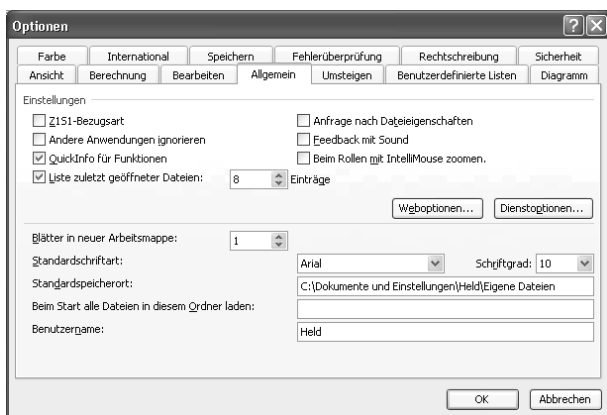 Optionen
Farbe International Speichern Fehlerüberprüfung Rechtschreibung Sicherheit
Ansicht Berechnung Bearbeiten Allgemein Umsteigen Benutzerdefinierte Listen Diagramm
Einstellungen
Z1S1-Bezugsart Anfrage nach Dateieigenschaften
Andere Anwendungen ignorieren Feedback mit Sound
QuickInfo für Funktionen Beim Rollen mit IntelliMouse zoomen.
Liste zuletzt geöffneter Dateien: 8 Einträge
Weboptionen... Dienstoptionen...
Blätter in neuer Arbeitsmappe: 1
Standardschriftart: Arial Schriftgrad: 10
Standardspeicherort: C:\Dokumente und Einstellungen\Held\Eigene Dateien
Beim Start alle Dateien in diesem Ordner laden:
Benutzername: Held
OK Abbrechen